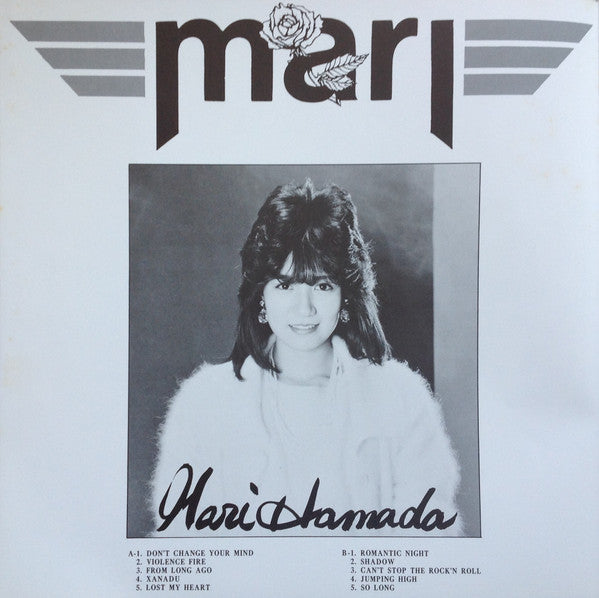 mari
Mari Hamada
A-1. DON'T CHANGE YOUR MIND
2. VIOLENCE FIRE
3. FROM LONG AGO
4. XANADU
5. LOST MY HEART
B-1. ROMANTIC NIGHT
2. SHADOW
3. CAN'T STOP THE ROCK'N ROLL
4. JUMPING HIGH
5. SO LONG